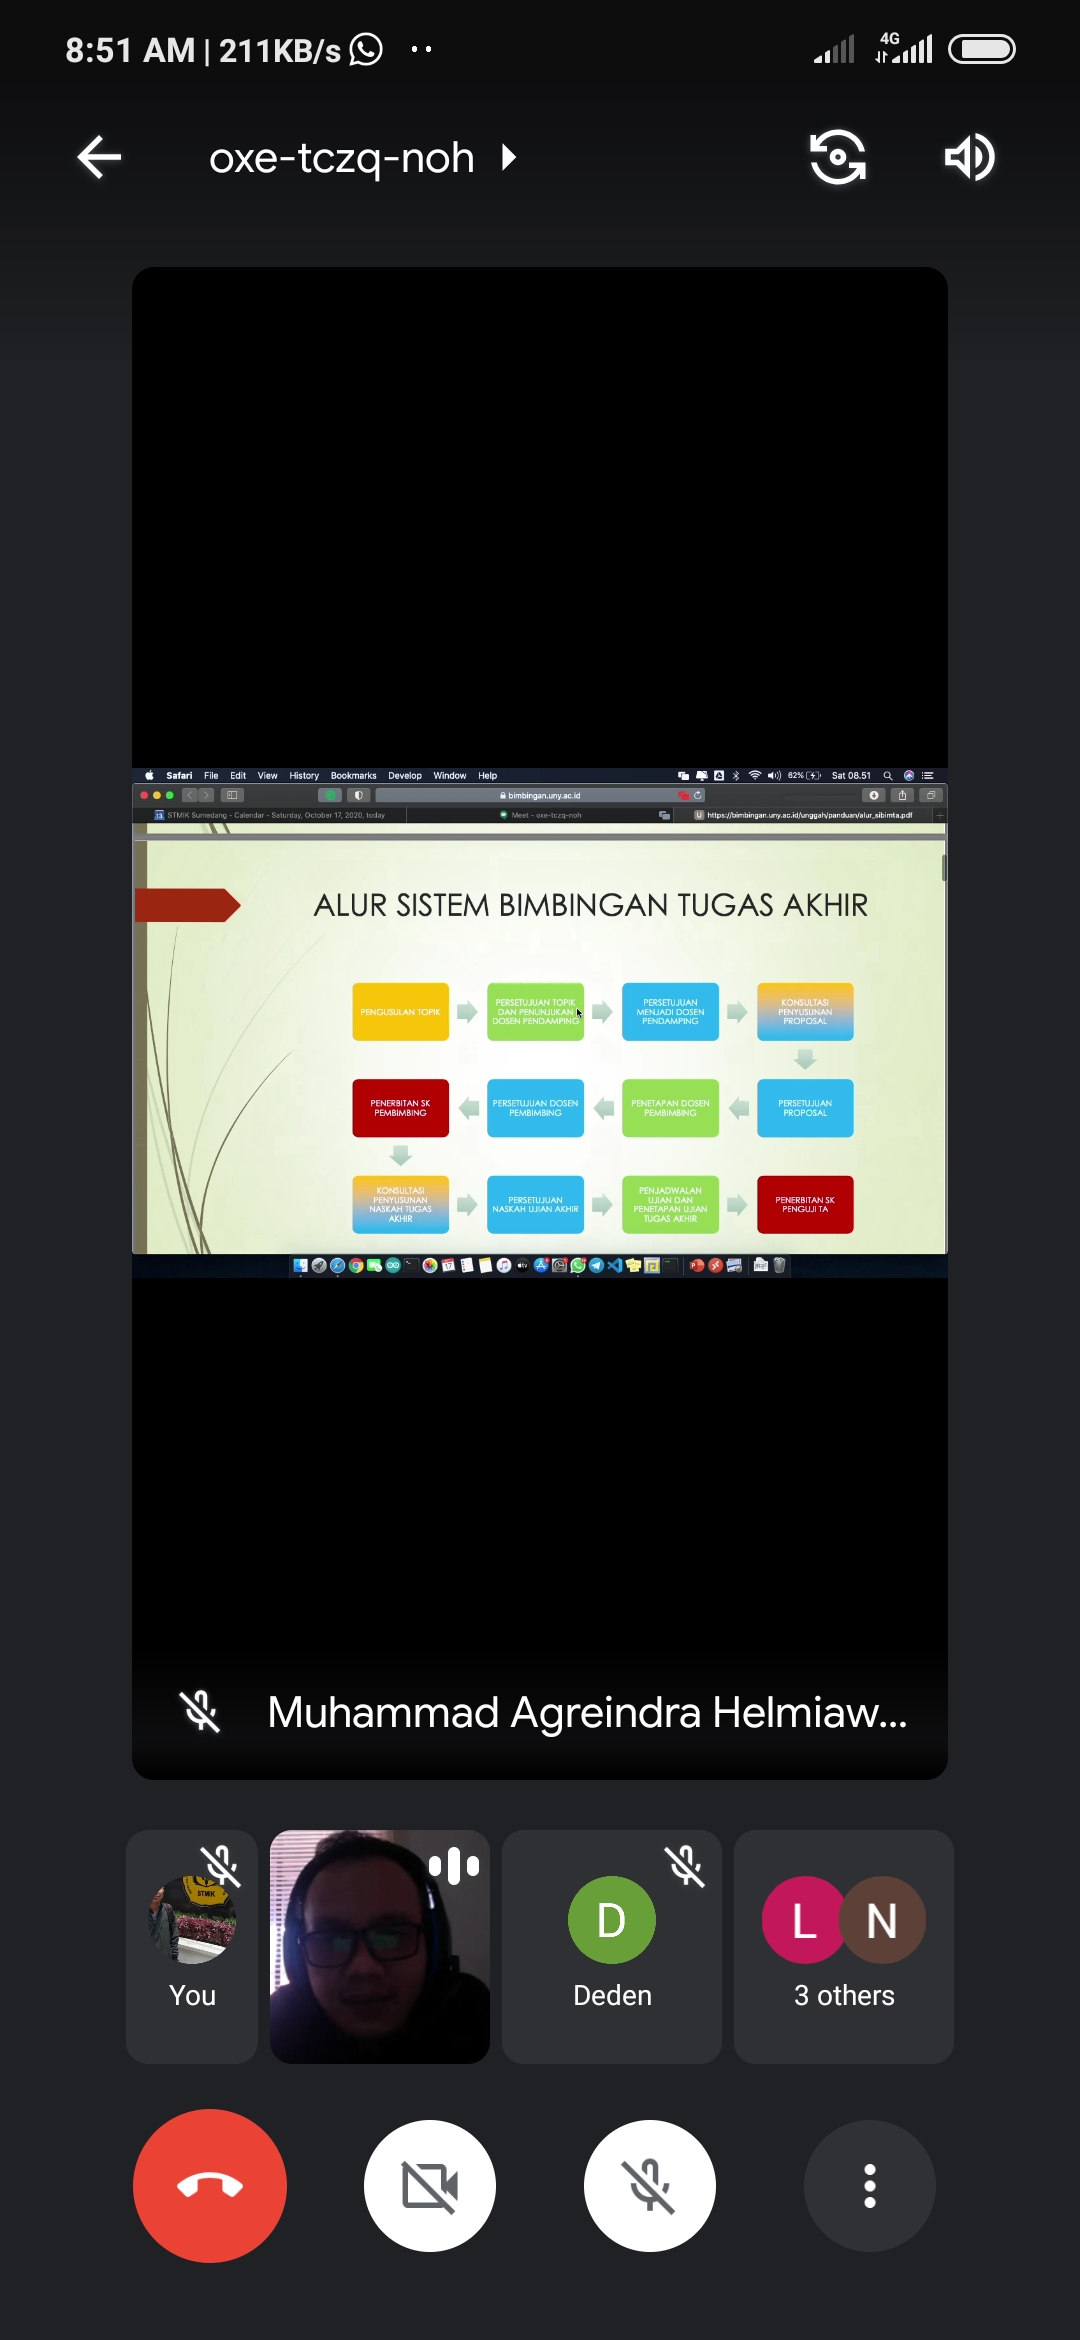 8:51 AM | 211KB/s
4G
oxe-tczq-noh
Safari File Edit View History Bookmarks Develop Window Help
62% Sat 08.51
bimbingan.uny.ac.id
STMIK Sumedang - Calendar - Saturday, October 17, 2020, today
Meet - oxe-tczq-noh
https://bimbingan.uny.ac.id/unggah/panduan/alur_sibimta.pdf
ALUR SISTEM BIMBINGAN TUGAS AKHIR
PENGUSULAN TOPIK
PERSETUJUAN TOPIK
DAN PENUNJUKAN
DOSEN PENDAMPING
PERSETUJUAN
MENJADI DOSEN
PENDAMPING
KONSULTASI
PENYUSUNAN
PROPOSAL
PENERBITAN SK
PEMBIMBING
PERSETUJUAN DOSEN
PEMBIMBING
PENETAPAN DOSEN
PEMBIMBING
PERSETUJUAN
PROPOSAL
KONSULTASI
PENYUSUNAN
NASKAH TUGAS
AKHIR
PERSETUJUAN
NASKAH UJIAN AKHIR
PENJADWALAN
UJIAN DAN
PENETAPAN UJIAN
TUGAS AKHIR
PENERBITAN SK
PENGUJI TA
Muhammad Agreindra Helmiaw...
STMIK
You
D
Deden
L N
3 others